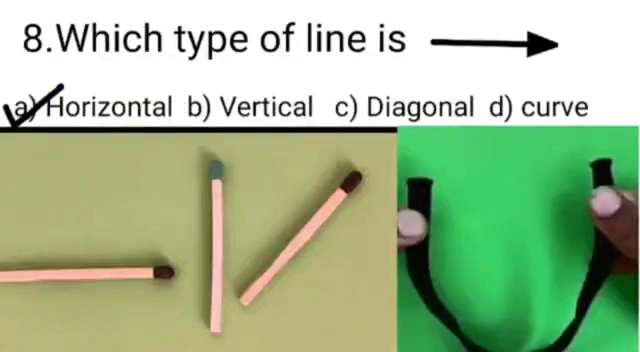 8.Which type of line is
a) Horizontal b) Vertical c) Diagonal d) curve